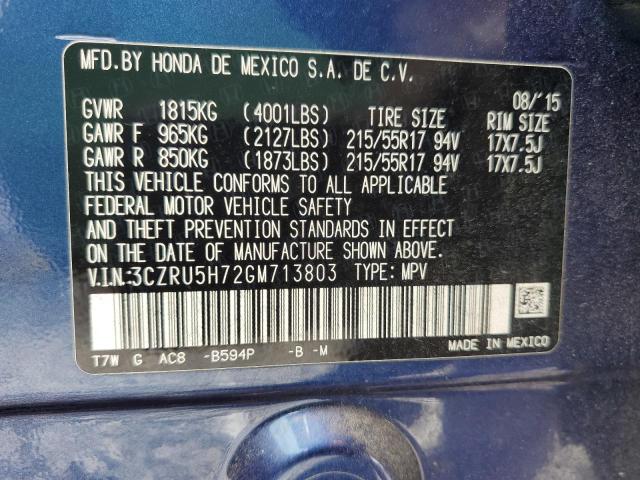 MFD.BY HONDA DE MEXICO S.A. DE C.V.
08/'15
GVWR 1815KG (4001LBS) TIRE SIZE RIM SIZE
GAWR F 965KG (2127LBS) 215/55R17 94V 17X7.5J
GAWR R 850KG (1873LBS) 215/55R17 94V 17X7.5J
THIS VEHICLE CONFORMS TO ALL APPLICABLE
FEDERAL MOTOR VEHICLE SAFETY
AND THEFT PREVENTION STANDARDS IN EFFECT
ON THE DATE OF MANUFACTURE SHOWN ABOVE.
V.I.N:3CZRU5H72GM713803 TYPE: MPV
T7W G AC8 -B594P -B -M MADE IN MEXICO